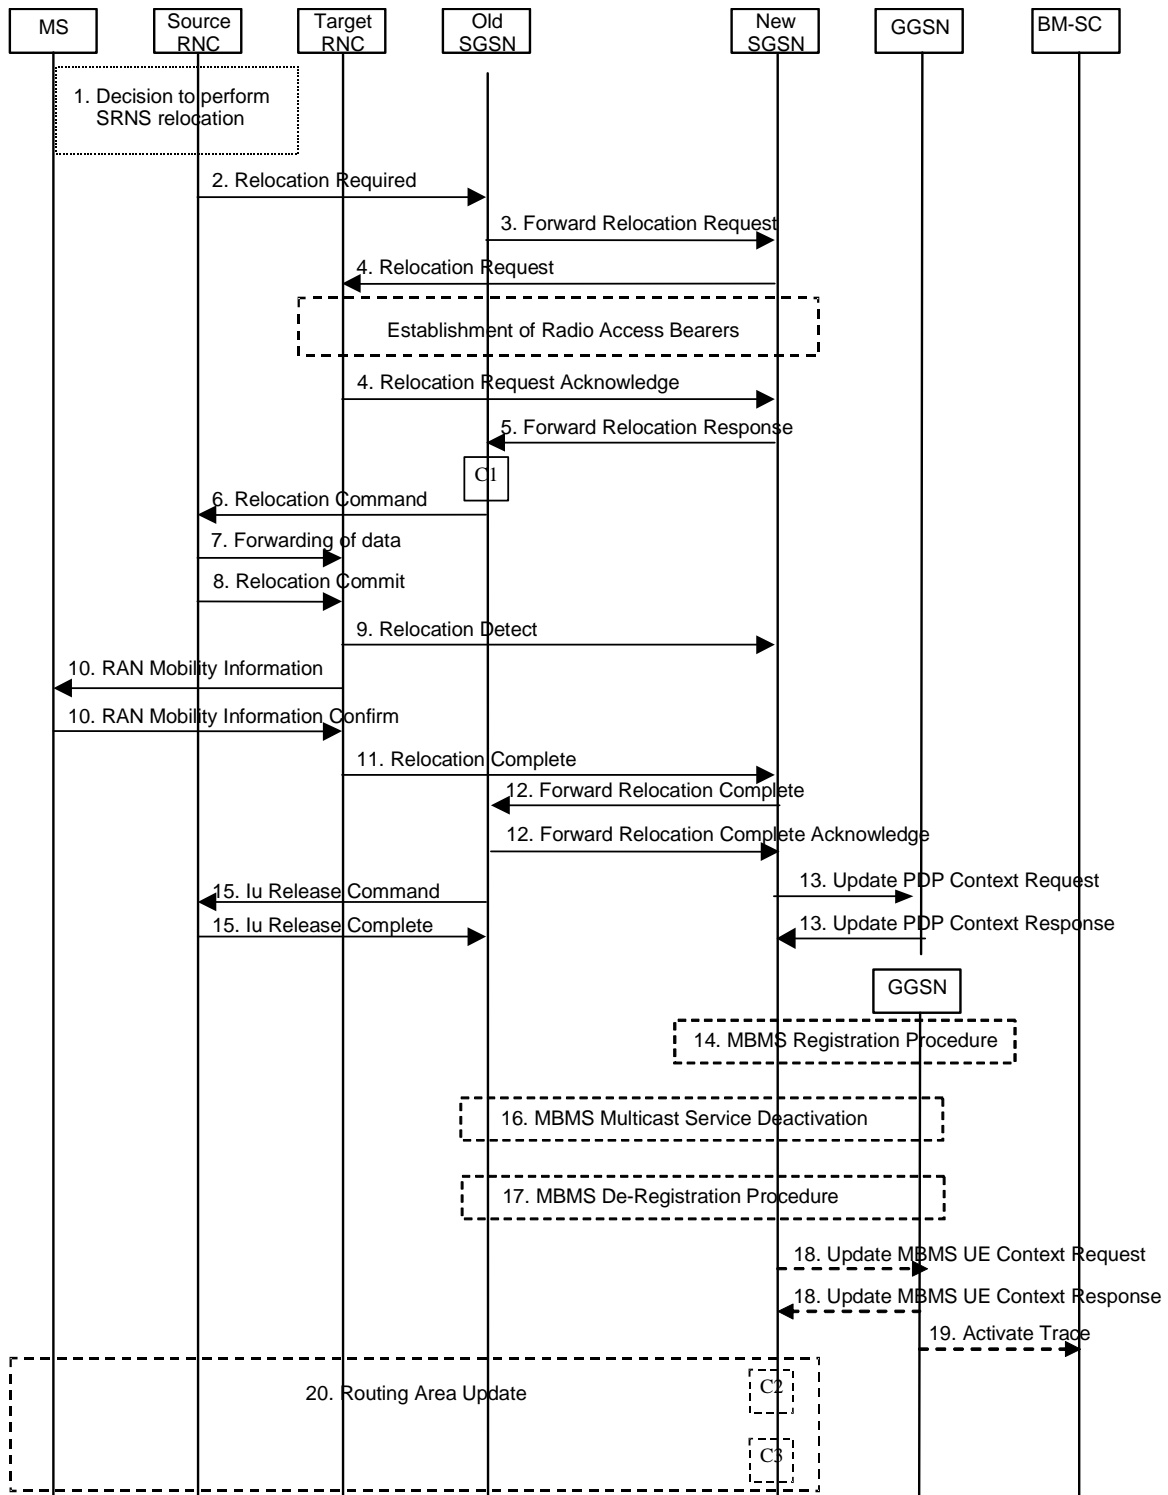 MS
Source
RNC
Target
RNC
Old
SGSN
New
SGSN
GGSN
BM-SC
1. Decision to perform
SRNS relocation
2. Relocation Required
3. Forward Relocation Request
4. Relocation Request
Establishment of Radio Access Bearers
4. Relocation Request Acknowledge
5. Forward Relocation Response
C1
6. Relocation Command
7. Forwarding of data
8. Relocation Commit
9. Relocation Detect
10. RAN Mobility Information
10. RAN Mobility Information Confirm
11. Relocation Complete
12. Forward Relocation Complete
12. Forward Relocation Complete Acknowledge
13. Update PDP Context Request
15. Iu Release Command
13. Update PDP Context Response
15. Iu Release Complete
GGSN
14. MBMS Registration Procedure
16. MBMS Multicast Service Deactivation
17. MBMS De-Registration Procedure
18. Update MBMS UE Context Request
18. Update MBMS UE Context Response
19. Activate Trace
20. Routing Area Update
C2
C3